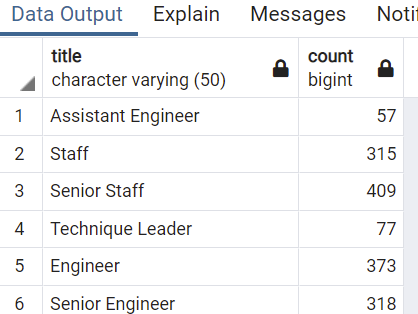 Data Output Explain Messages Notif
title count
character varying (50) bigint
1 Assistant Engineer 57
2 Staff 315
3 Senior Staff 409
4 Technique Leader 77
5 Engineer 373
6 Senior Engineer 318